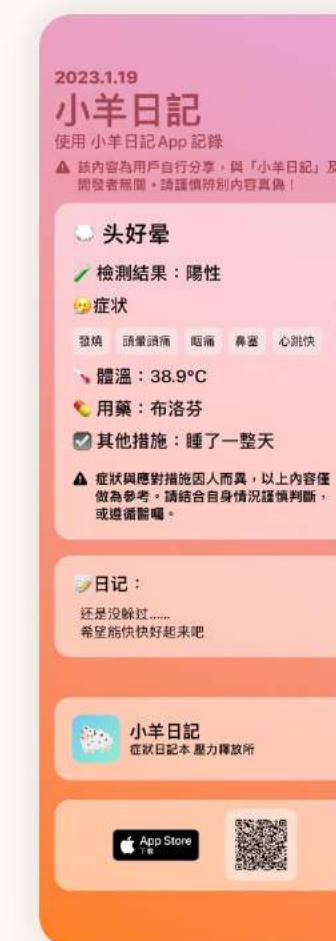 2023.1.19
小羊日記
使用 小羊日記 App 記錄
該內容為用戶自行分享，與「小羊日記」及
開發者無關。請謹慎辨別內容真偽！
头好晕
檢測結果：陽性
症状
發燒 頭暈頭痛 咽痛 鼻塞 心跳快
體溫：38.9°C
用藥：布洛芬
其他措施：睡了一整天
症狀與應對措施因人而異，以上內容僅
做為參考。請結合自身情況謹慎判斷，
或遵循醫囑。
日记：
还是没躲过......
希望能快快好起来吧
小羊日記
症狀日記本 壓力釋放所
App Store
下載